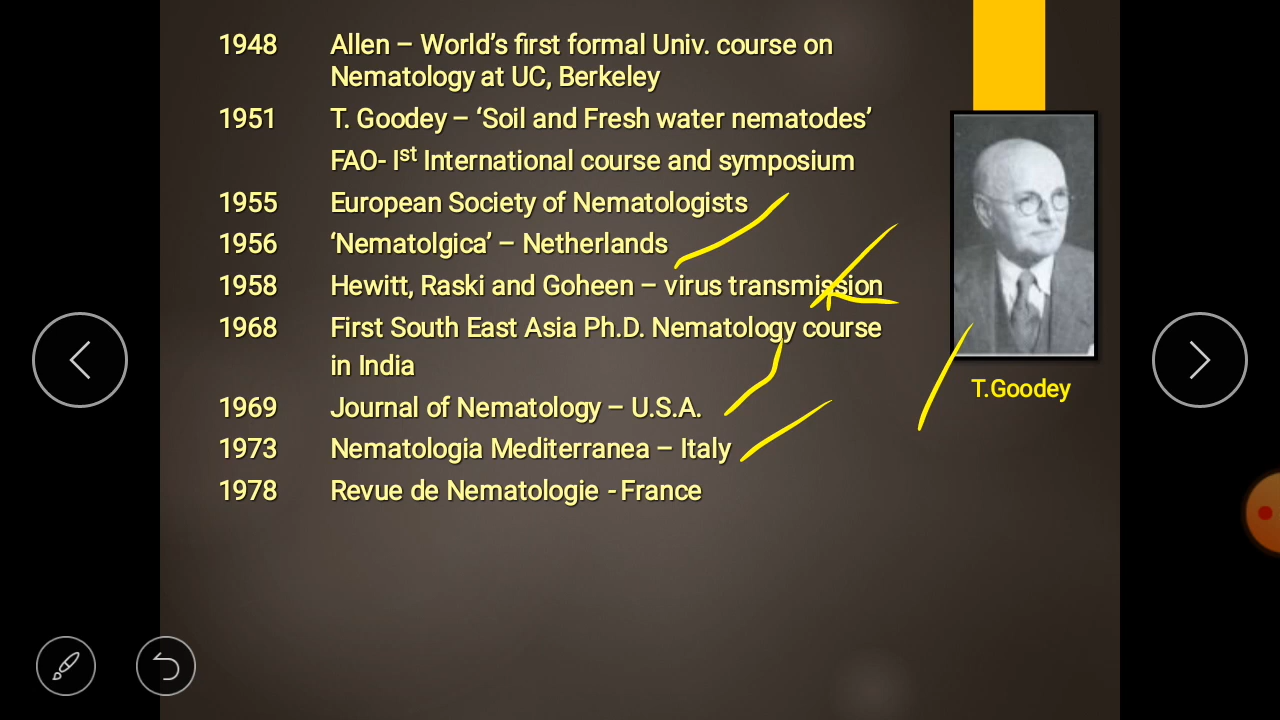 1948 Allen – World's first formal Univ. course on
Nematology at UC, Berkeley
1951 T. Goodey – ‘Soil and Fresh water nematodes’
FAO- Ist International course and symposium
1955 European Society of Nematologists
1956 ‘Nematolgica’ – Netherlands
1958 Hewitt, Raski and Goheen – virus transmission
1968 First South East Asia Ph.D. Nematology course
in India
1969 Journal of Nematology – U.S.A.
1973 Nematologia Mediterranea – Italy
1978 Revue de Nematologie - France
T.Goodey